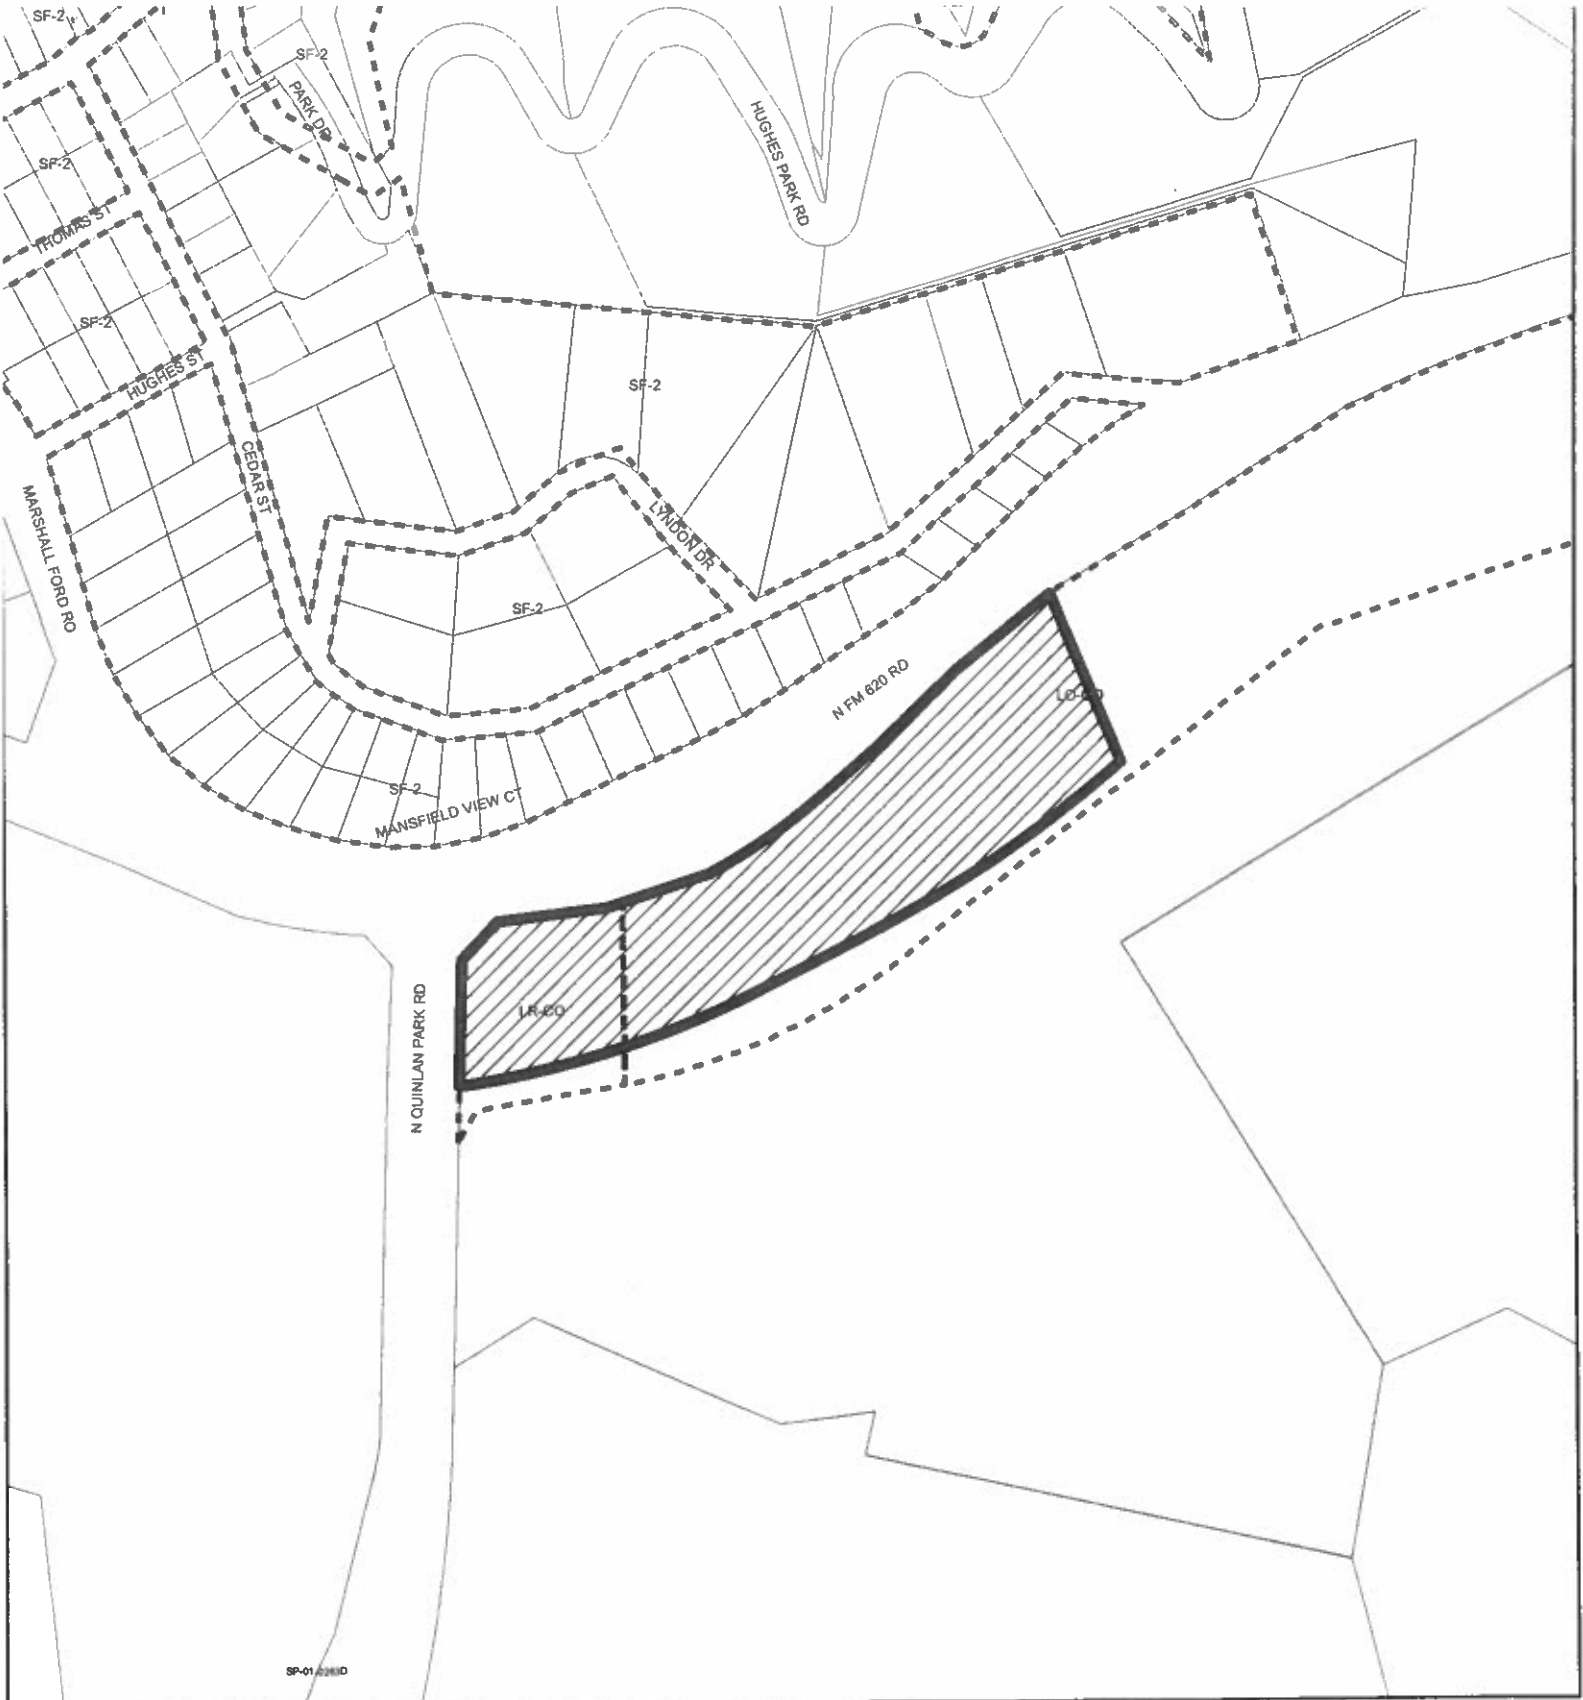 SF-2
SF-2
PARK DR
HUGHES PARK RD
SF-2
THOMAS ST
SF-2
HUGHES ST
SF-2
CEDAR ST
MARSHALL FORD RD
LYNDON DR
SF-2
N FM 620 RD
LO-CO
SF-2
MANSFIELD VIEW CT
LR-CO
N QUINLAN PARK RD